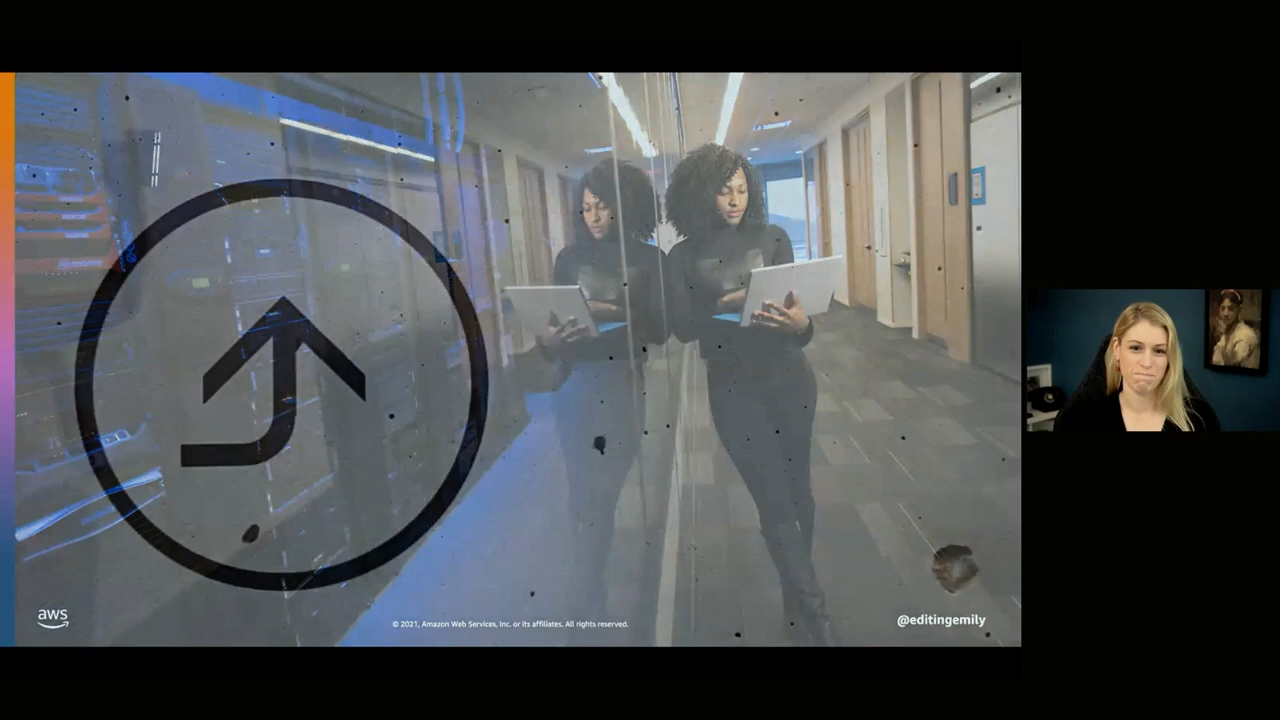 aws
© 2021, Amazon Web Services, Inc. or its affiliates. All rights reserved.
@editingemily